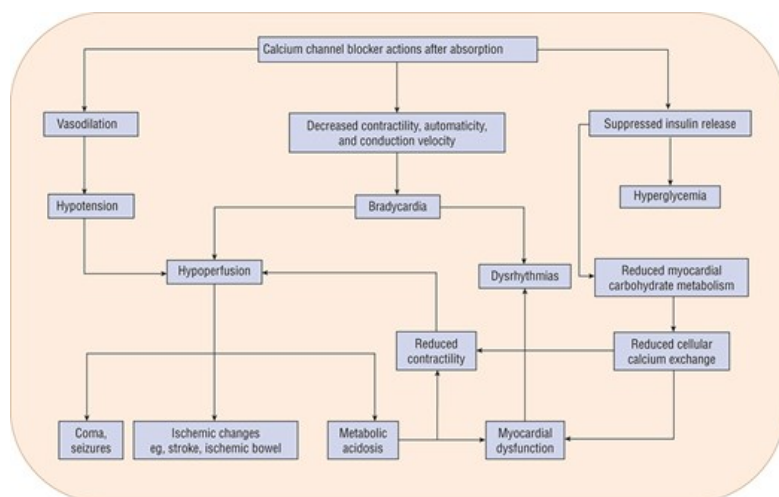 Calcium channel blocker actions after absorption
Vasodilation
Decreased contractility, automaticity,
and conduction velocity
Suppressed insulin release
Hypotension
Bradycardia
Hyperglycemia
Hypoperfusion
Dysrhythmias
Reduced myocardial
carbohydrate metabolism
Reduced
contractility
Reduced cellular
calcium exchange
Coma,
seizures
Ischemic changes
eg, stroke, ischemic bowel
Metabolic
acidosis
Myocardial
dysfunction